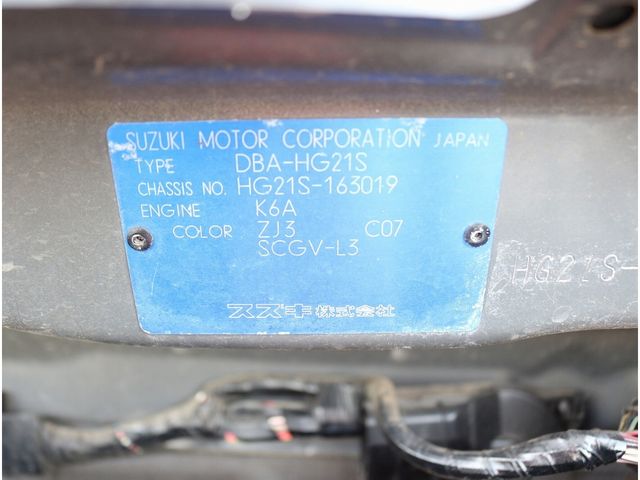 SUZUKI MOTOR CORPORATION JAPAN
TYPE DBA-HG21S
CHASSIS NO. HG21S-163019
ENGINE K6A
COLOR ZJ3 C07
SCGV-L3
スズキ株式会社
HG21S-